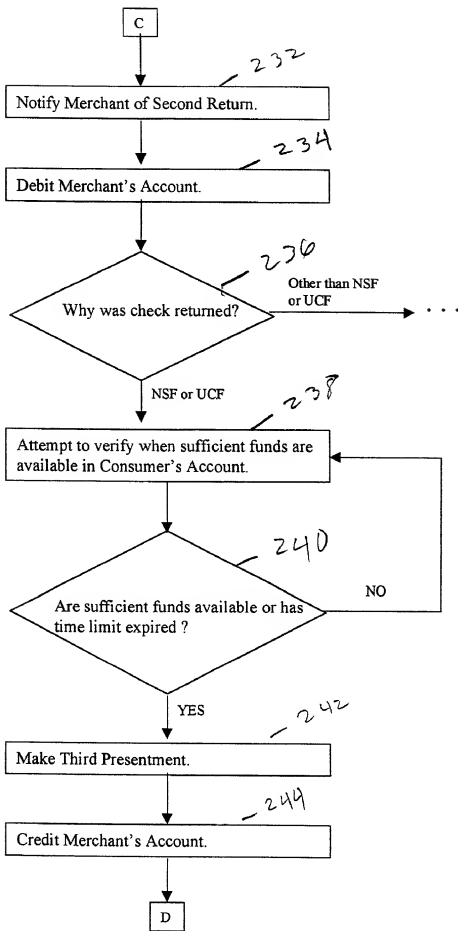 C
232
Notify Merchant of Second Return.
234
Debit Merchant's Account.
236
Why was check returned?
Other than NSF
or UCF
. . .
NSF or UCF
238
Attempt to verify when sufficient funds are
available in Consumer's Account.
240
Are sufficient funds available or has
time limit expired ?
NO
YES
242
Make Third Presentment.
244
Credit Merchant's Account.
D